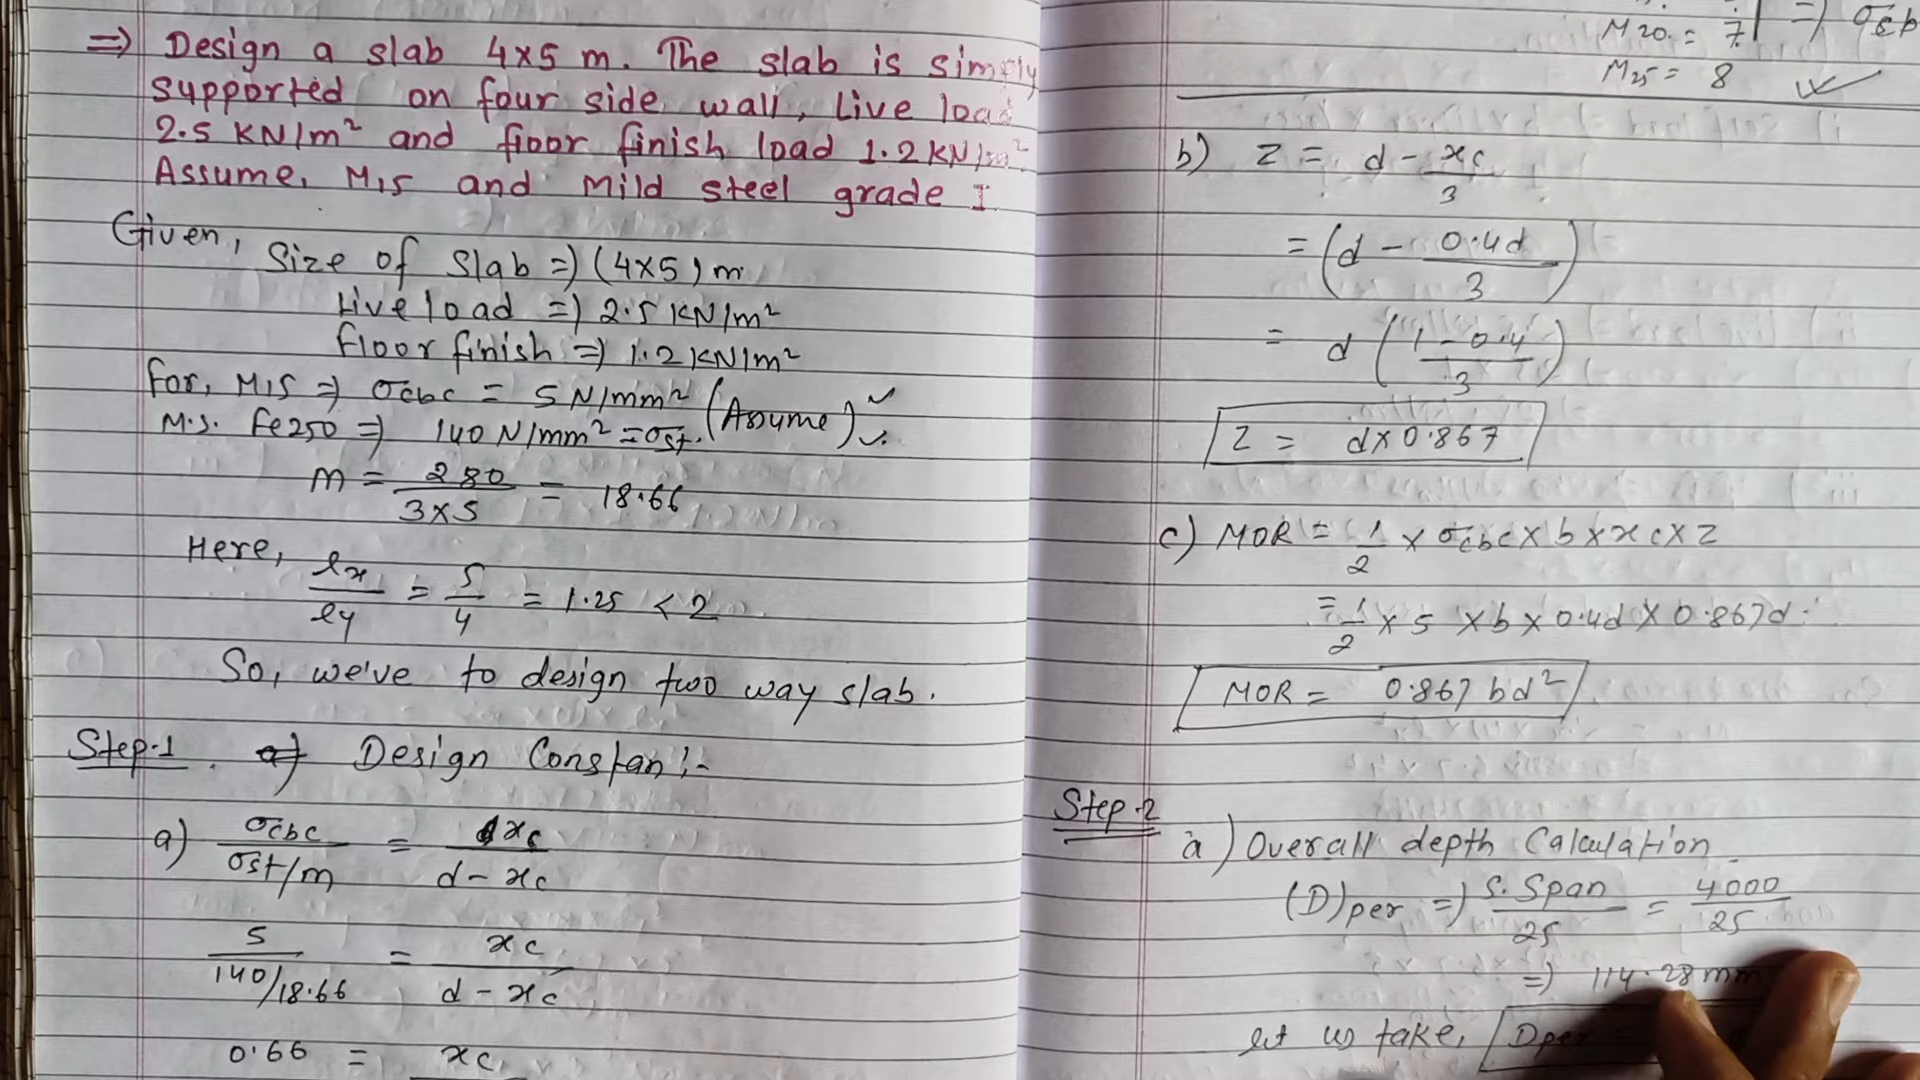 => Design a slab 4x5 m. The slab is simply
supported on four side wall, Live load
2.5 KN/m² and floor finish load 1.2 KN/m².
Assume, M15 and Mild steel grade I
Given,
Size of Slab => (4x5) m
Live load => 2.5 KN/m²
floor finish => 1.2 KN/m²
For, M15 => σcbc = 5 N/mm² (Assume) ✓
M.S. Fe250 => 140 N/mm² = σst.
m = 280 / 3x5 = 18.66
Here, lx/ly = 5/4 = 1.25 < 2
So, we've to design two way slab.
Step-1. Design Constan :-
a) σcbc / σst/m = xc / d - xc
5 / 140/18.66 = xc / d - xc
0.66 = xc
M20. = 7 => σcb
M25 = 8
b) Z = d - xc/3
= (d - 0.4d/3)
= d (1 - 0.4/3)
Z = d x 0.867
c) MOR = 1/2 x σcbc x b x xc x Z
= 1/2 x 5 x b x 0.4d x 0.867d
MOR = 0.867 bd²
Step-2
a) Overall depth Calculation
(D)per => S. Span / 25 = 4000 / 25
=> 114.28 mm
let us take, Dper =